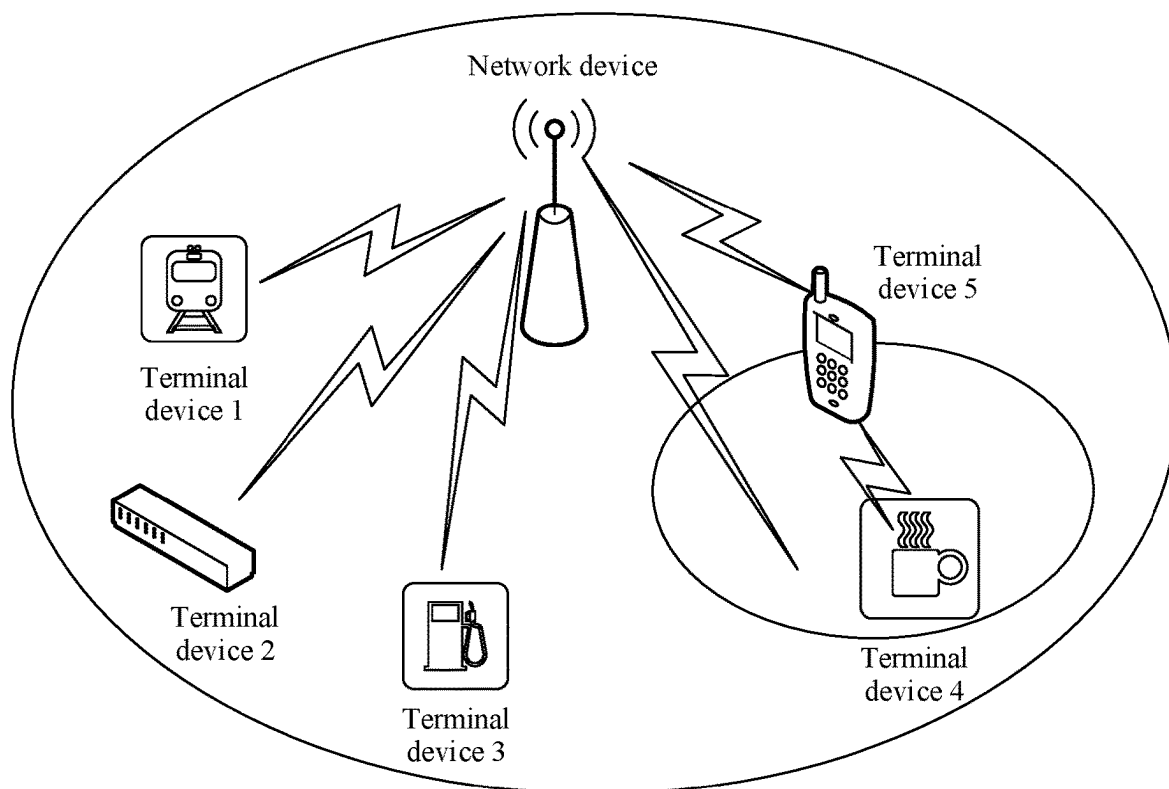 Network device
Terminal
device 5
Terminal
device 1
Terminal
device 2
Terminal
device 3
Terminal
device 4